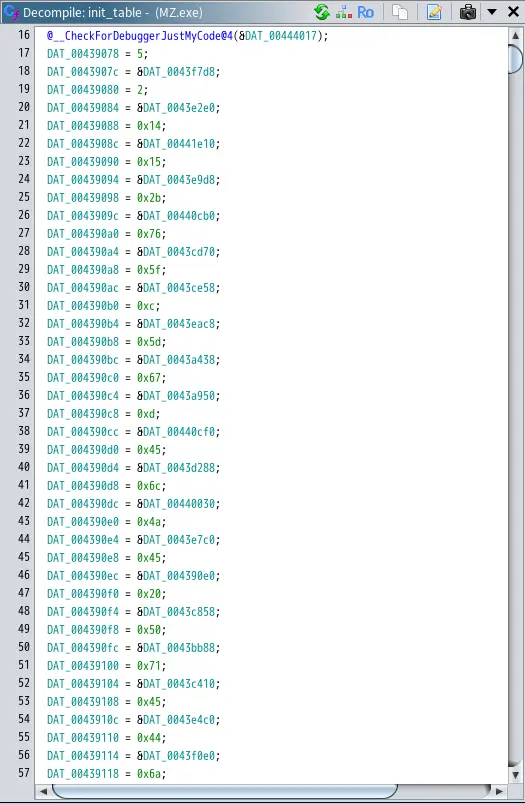 Decompile: init_table - (MZ.exe)
Ro
16 @__CheckForDebuggerJustMyCode@4(&DAT_00444017);
17 DAT_00439078 = 5;
18 DAT_0043907c = &DAT_0043f7d8;
19 DAT_00439080 = 2;
20 DAT_00439084 = &DAT_0043e2e0;
21 DAT_00439088 = 0x14;
22 DAT_0043908c = &DAT_00441e10;
23 DAT_00439090 = 0x15;
24 DAT_00439094 = &DAT_0043e9d8;
25 DAT_00439098 = 0x2b;
26 DAT_0043909c = &DAT_00440cb0;
27 DAT_004390a0 = 0x76;
28 DAT_004390a4 = &DAT_0043cd70;
29 DAT_004390a8 = 0x5f;
30 DAT_004390ac = &DAT_0043ce58;
31 DAT_004390b0 = 0xc;
32 DAT_004390b4 = &DAT_0043eac8;
33 DAT_004390b8 = 0x5d;
34 DAT_004390bc = &DAT_0043a438;
35 DAT_004390c0 = 0x67;
36 DAT_004390c4 = &DAT_0043a950;
37 DAT_004390c8 = 0xd;
38 DAT_004390cc = &DAT_00440cf0;
39 DAT_004390d0 = 0x45;
40 DAT_004390d4 = &DAT_0043d288;
41 DAT_004390d8 = 0x6c;
42 DAT_004390dc = &DAT_00440030;
43 DAT_004390e0 = 0x4a;
44 DAT_004390e4 = &DAT_0043e7c0;
45 DAT_004390e8 = 0x45;
46 DAT_004390ec = &DAT_004390e0;
47 DAT_004390f0 = 0x20;
48 DAT_004390f4 = &DAT_0043c858;
49 DAT_004390f8 = 0x50;
50 DAT_004390fc = &DAT_0043bb88;
51 DAT_00439100 = 0x71;
52 DAT_00439104 = &DAT_0043c410;
53 DAT_00439108 = 0x45;
54 DAT_0043910c = &DAT_0043e4c0;
55 DAT_00439110 = 0x44;
56 DAT_00439114 = &DAT_0043f0e0;
57 DAT_00439118 = 0x6a;